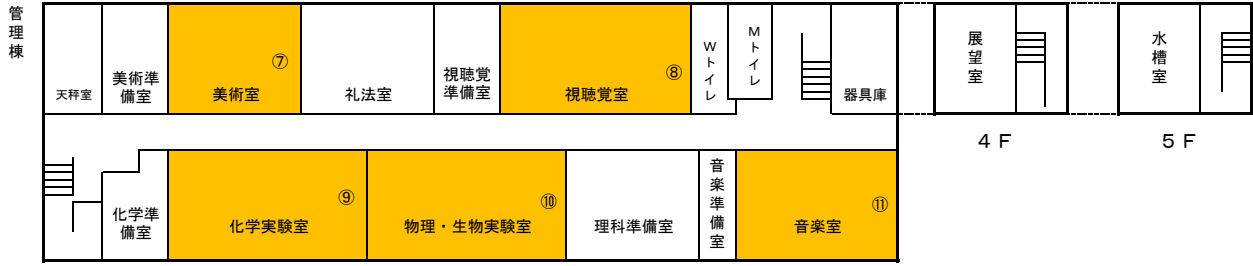 管理棟
天秤室
美術準
備室
⑦
美術室
礼法室
視聴覚
準備室
⑧
視聴覚室
Wトイレ
Mトイレ
器具庫
展望室
４Ｆ
水槽室
５Ｆ
化学準
備室
⑨
化学実験室
⑩
物理・生物実験室
理科準備室
音楽準備室
⑪
音楽室